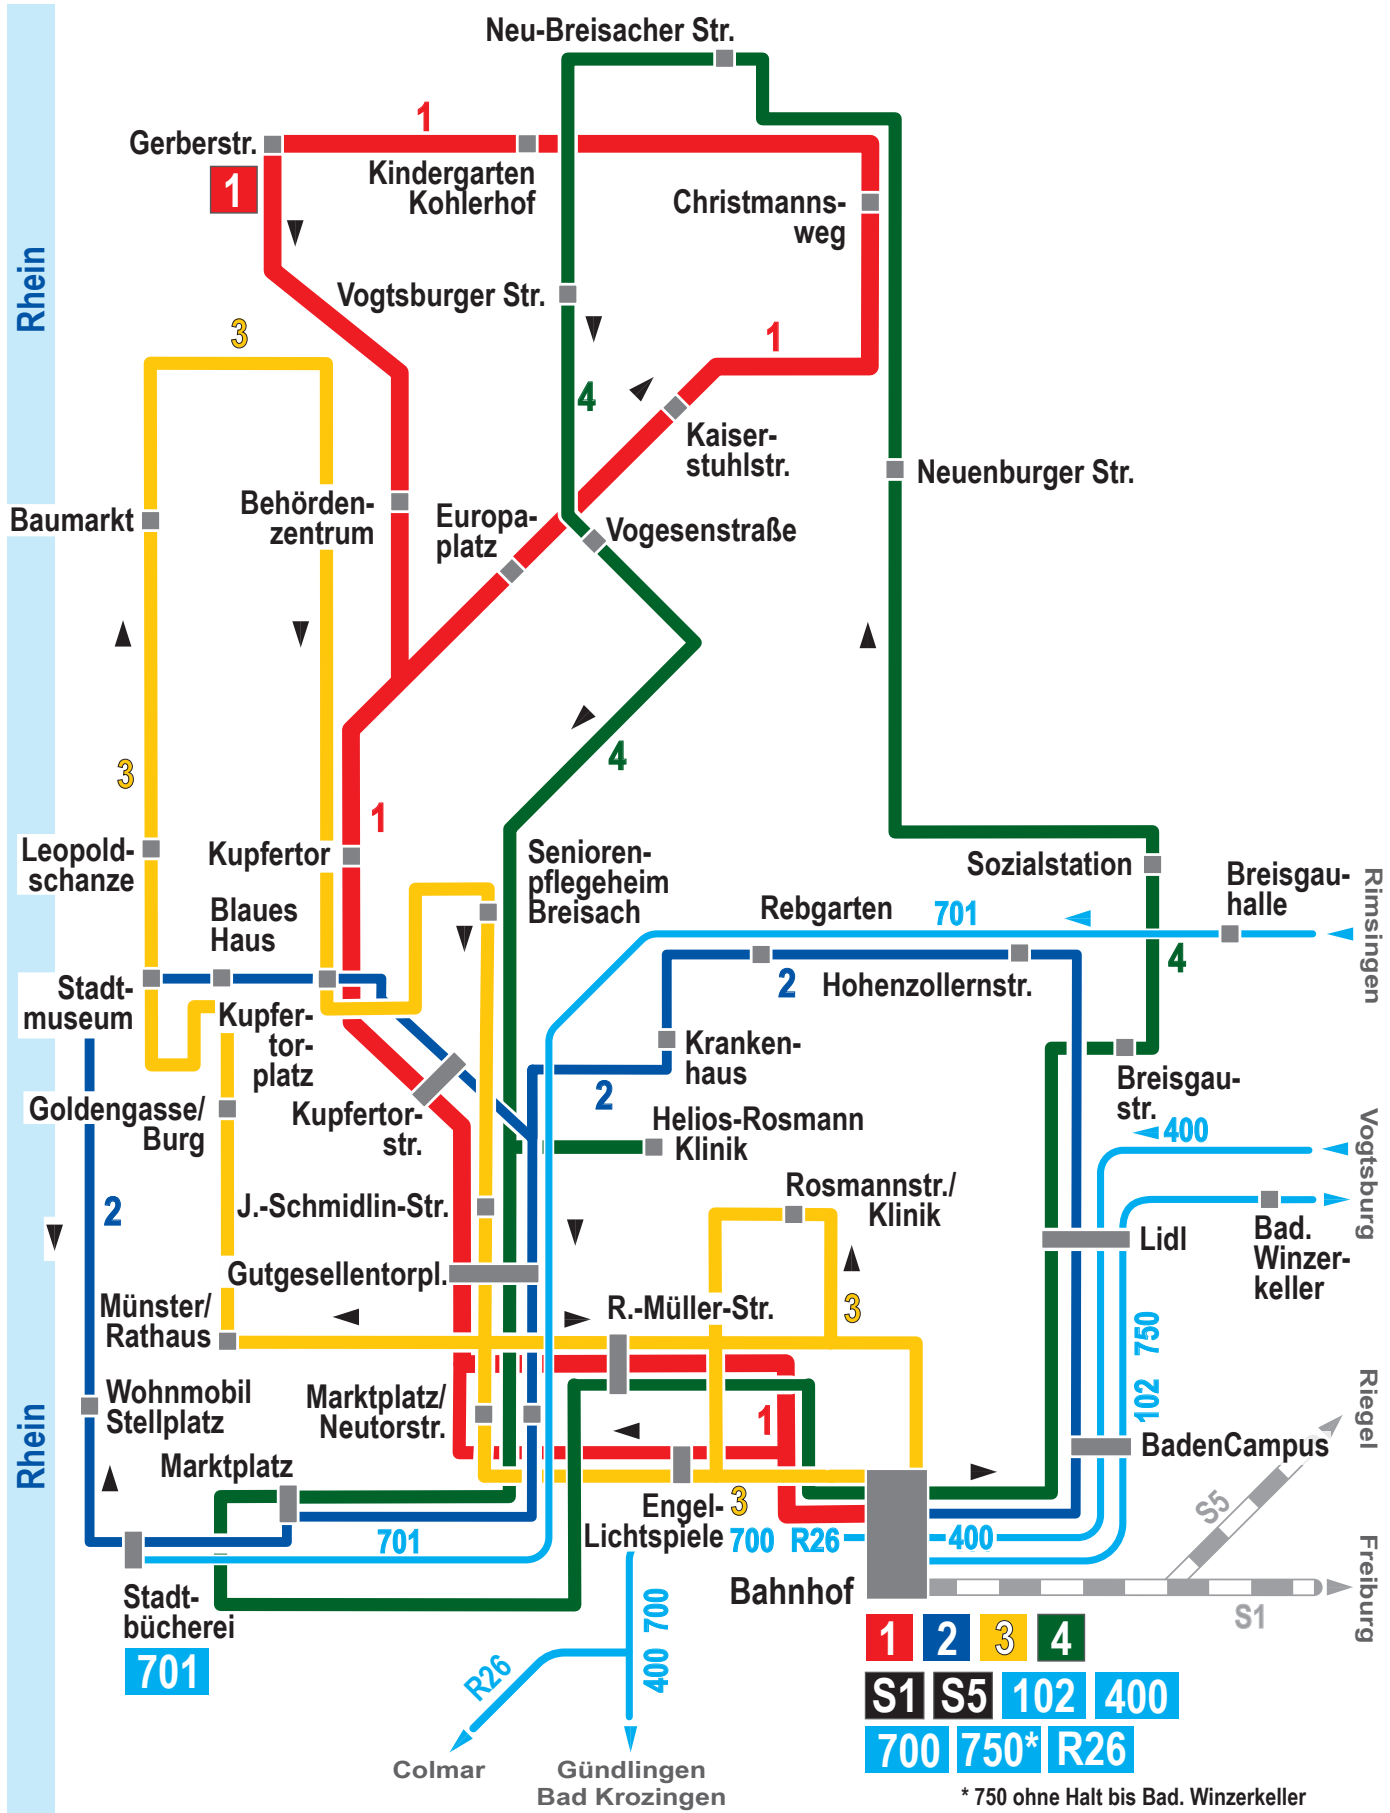 Neu-Breisacher Str.
1
Gerberstr.
1
Kindergarten
Kohlerhof
Christmanns-
weg
Rhein
Vogtsburger Str.
3
1
4
Kaiser-
stuhlstr.
Neuenburger Str.
Baumarkt
Behörden-
zentrum
Europa-
platz
Vogesenstraße
4
3
1
Leopold-
schanze
Kupfertor
Senioren-
pflegeheim
Breisach
Sozialstation
Breisgau-
halle
Rimsingen
Blaues
Haus
Rebgarten
701
4
Stadt-
museum
2
Hohenzollernstr.
Kupfer-
tor-
platz
Kranken-
haus
Breisgau-
str.
2
Goldengasse/
Burg
Kupfertor-
str.
Helios-Rosmann
Klinik
400
Vogtsburg
2
J.-Schmidlin-Str.
Rosmannstr./
Klinik
Lidl
Bad.
Winzer-
keller
Gutgesellentorpl.
3
Münster/
Rathaus
R.-Müller-Str.
750
102
Riegel
Rhein
Wohnmobil
Stellplatz
Marktplatz/
Neutorstr.
1
BadenCampus
Marktplatz
S5
Engel-
Lichtspiele
3
701
700
R26
400
Freiburg
Bahnhof
S1
Stadt-
bücherei
701
700
400
R26
1
2
3
4
S1
S5
102
400
700
750*
R26
Colmar
Gündlingen
Bad Krozingen
* 750 ohne Halt bis Bad. Winzerkeller